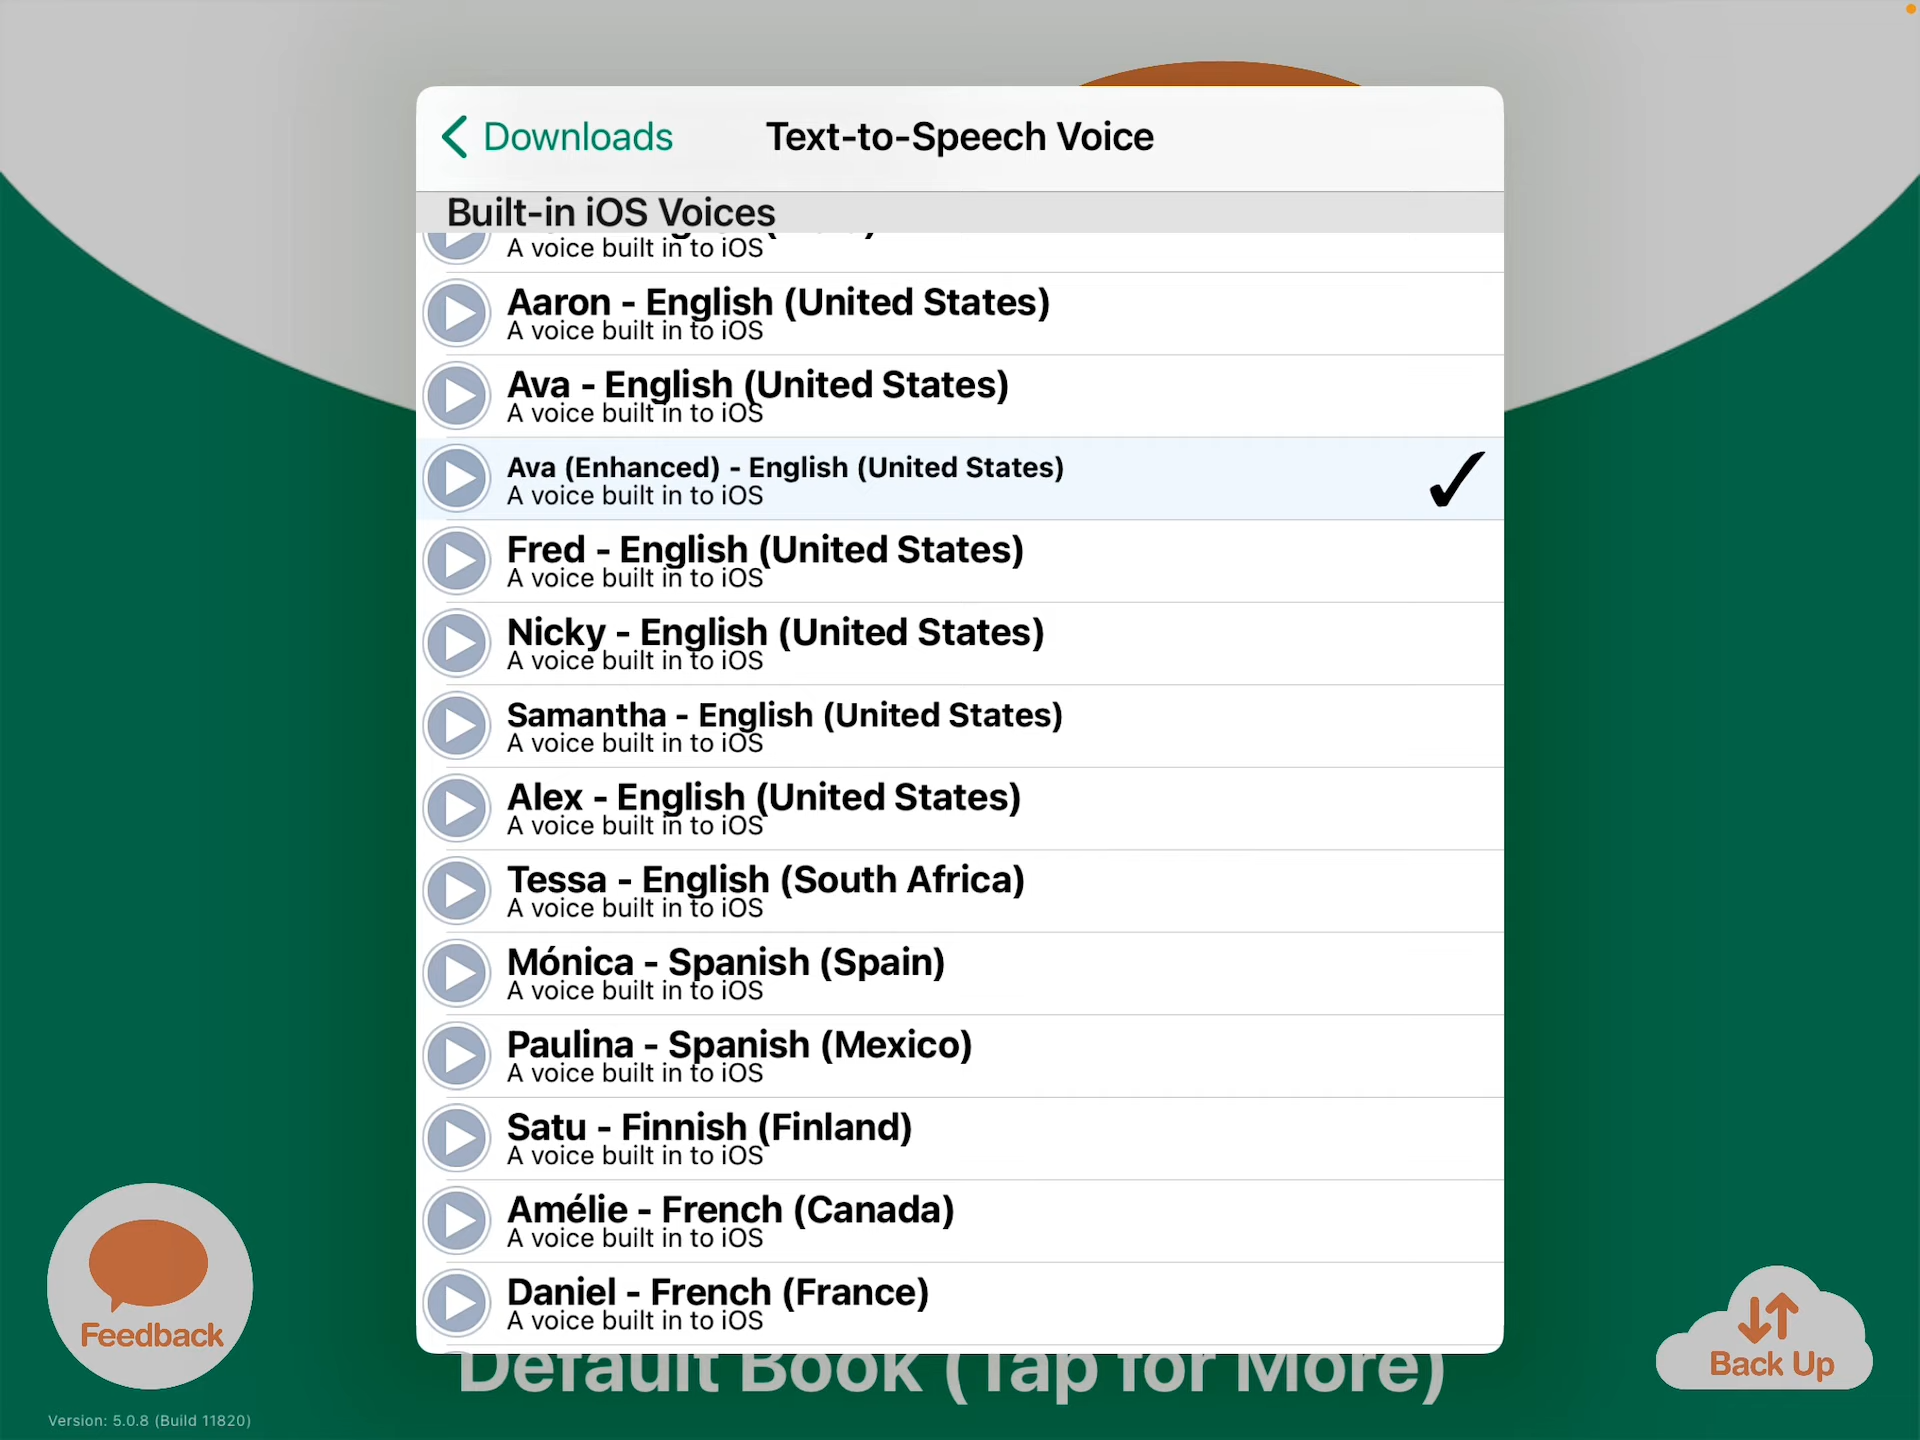 Downloads
Text-to-Speech Voice
Built-in iOS Voices
A voice built in to iOS
Aaron - English (United States)
A voice built in to iOS
Ava - English (United States)
A voice built in to iOS
Ava (Enhanced) - English (United States)
A voice built in to iOS
Fred - English (United States)
A voice built in to iOS
Nicky - English (United States)
A voice built in to iOS
Samantha - English (United States)
A voice built in to iOS
Alex - English (United States)
A voice built in to iOS
Tessa - English (South Africa)
A voice built in to iOS
Mónica - Spanish (Spain)
A voice built in to iOS
Paulina - Spanish (Mexico)
A voice built in to iOS
Satu - Finnish (Finland)
A voice built in to iOS
Amélie - French (Canada)
A voice built in to iOS
Daniel - French (France)
A voice built in to iOS
Feedback
Default Book (Tap for More)
Back Up
Version: 5.0.8 (Build 11820)